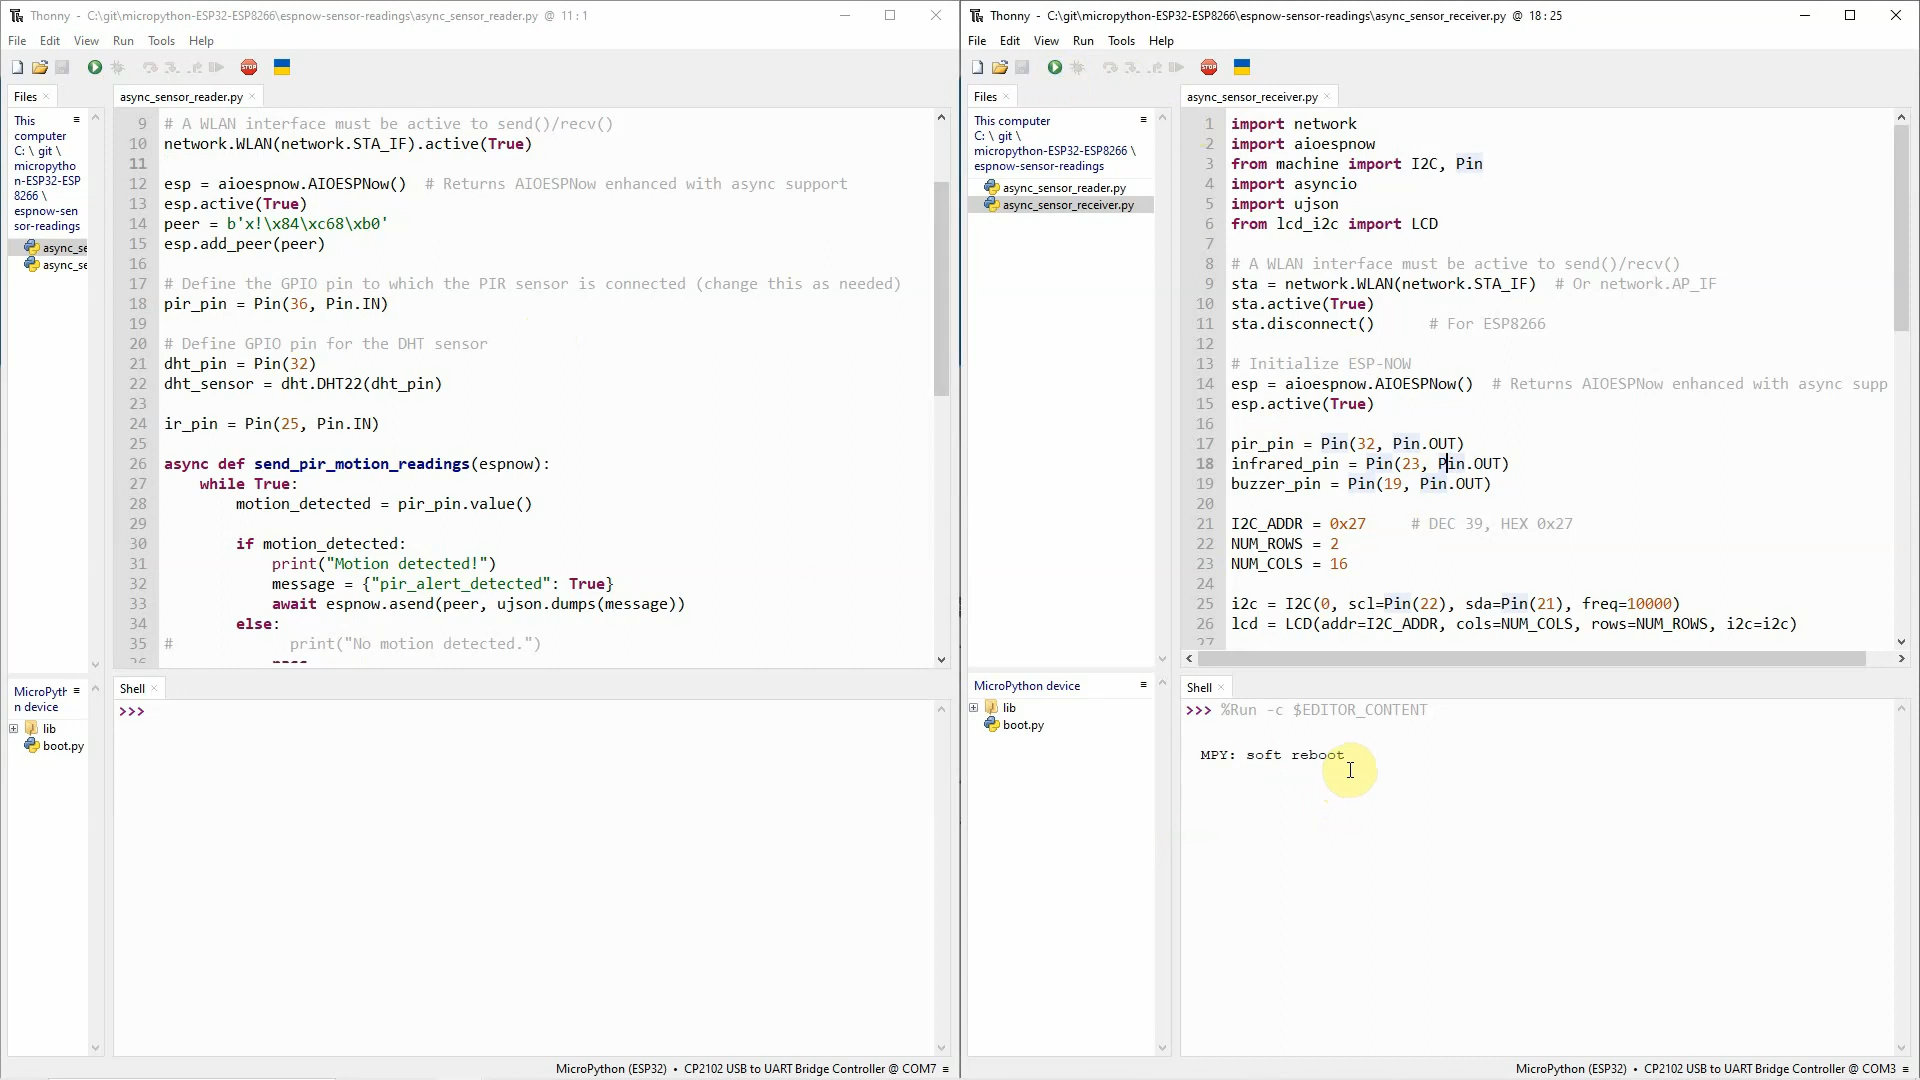 Thonny - C:\git\micropython-ESP32-ESP8266\espnow-sensor-readings\async_sensor_reader.py @ 11 : 1
File Edit View Run Tools Help
STOP
Files
async_sensor_reader.py
This computer
C: \ git \
micropytho
n-ESP32-ESP
8266 \
espnow-sen
sor-readings
async_se
async_se
9 # A WLAN interface must be active to send()/recv()
10 network.WLAN(network.STA_IF).active(True)
11
12 esp = aioespnow.AIOESPNow()  # Returns AIOESPNow enhanced with async support
13 esp.active(True)
14 peer = b'x!\x84\xc68\xb0'
15 esp.add_peer(peer)
16
17 # Define the GPIO pin to which the PIR sensor is connected (change this as needed)
18 pir_pin = Pin(36, Pin.IN)
19
20 # Define GPIO pin for the DHT sensor
21 dht_pin = Pin(32)
22 dht_sensor = dht.DHT22(dht_pin)
23
24 ir_pin = Pin(25, Pin.IN)
25
26 async def send_pir_motion_readings(espnow):
27     while True:
28         motion_detected = pir_pin.value()
29
30         if motion_detected:
31             print("Motion detected!")
32             message = {"pir_alert_detected": True}
33             await espnow.asend(peer, ujson.dumps(message))
34         else:
35 #             print("No motion detected.")
36             pass
MicroPyth
n device
lib
boot.py
Shell
>>>
MicroPython (ESP32) • CP2102 USB to UART Bridge Controller @ COM7
Thonny - C:\git\micropython-ESP32-ESP8266\espnow-sensor-readings\async_sensor_receiver.py @ 18 : 25
File Edit View Run Tools Help
STOP
Files
async_sensor_receiver.py
This computer
C: \ git \
micropython-ESP32-ESP8266 \
espnow-sensor-readings
async_sensor_reader.py
async_sensor_receiver.py
1 import network
2 import aioespnow
3 from machine import I2C, Pin
4 import asyncio
5 import ujson
6 from lcd_i2c import LCD
7
8 # A WLAN interface must be active to send()/recv()
9 sta = network.WLAN(network.STA_IF)  # Or network.AP_IF
10 sta.active(True)
11 sta.disconnect()      # For ESP8266
12
13 # Initialize ESP-NOW
14 esp = aioespnow.AIOESPNow()  # Returns AIOESPNow enhanced with async supp
15 esp.active(True)
16
17 pir_pin = Pin(32, Pin.OUT)
18 infrared_pin = Pin(23, Pin.OUT)
19 buzzer_pin = Pin(19, Pin.OUT)
20
21 I2C_ADDR = 0x27     # DEC 39, HEX 0x27
22 NUM_ROWS = 2
23 NUM_COLS = 16
24
25 i2c = I2C(0, scl=Pin(22), sda=Pin(21), freq=10000)
26 lcd = LCD(addr=I2C_ADDR, cols=NUM_COLS, rows=NUM_ROWS, i2c=i2c)
27
MicroPython device
lib
boot.py
Shell
>>> %Run -c $EDITOR_CONTENT
MPY: soft reboot
MicroPython (ESP32) • CP2102 USB to UART Bridge Controller @ COM3